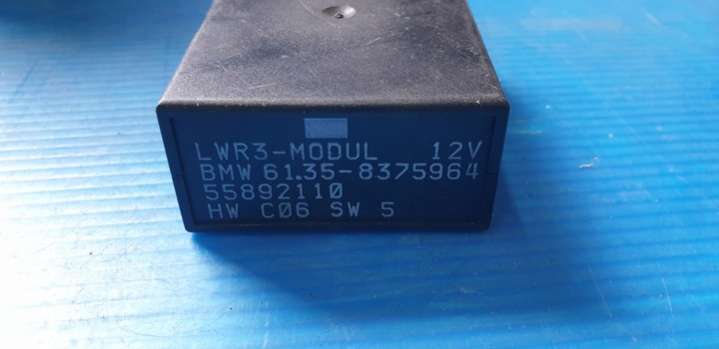 LWR3-MODUL 12V
BMW 61.35-8375964
55892110
HW C06 SW 5